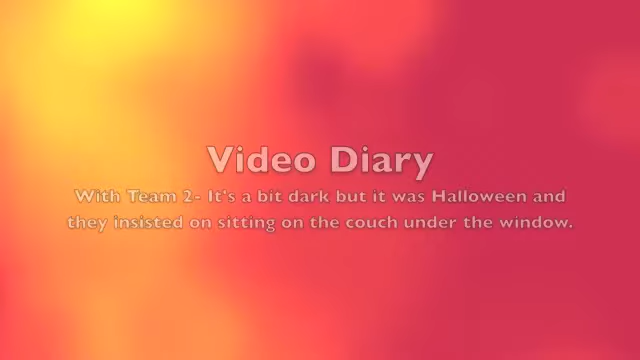 Video Diary
With Team 2- It's a bit dark but it was Halloween and
they insisted on sitting on the couch under the window.